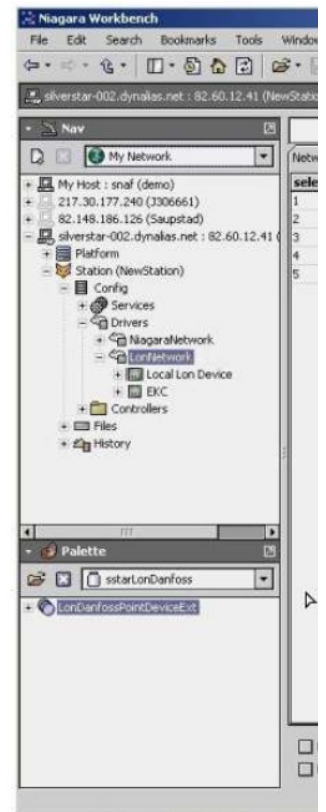 Niagara Workbench
File Edit Search Bookmarks Tools Window
silverstar-002.dynalias.net : 82.60.12.41 (NewStatio
Nav
My Network
Netw
sele
1
2
3
4
5
My Host : snaf (demo)
217.30.177.240 (J306661)
82.148.186.126 (Saupstad)
silverstar-002.dynalias.net : 82.60.12.41 (
Platform
Station (NewStation)
Config
Services
Drivers
NiagaraNetwork
LonNetwork
Local Lon Device
EKC
Controllers
Files
History
Palette
sstarLonDanfoss
LonDanfossPointDeviceExt